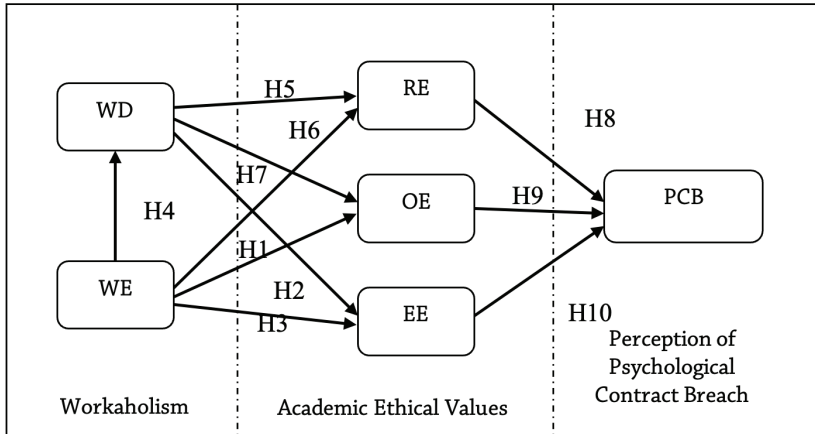 RE
H5
WD
H6
H8
H7
OE
H9
PCB
H4
H1
WE
H2
EE
H3
H10
Perception of
Psychological
Contract Breach
Workaholism
Academic Ethical Values